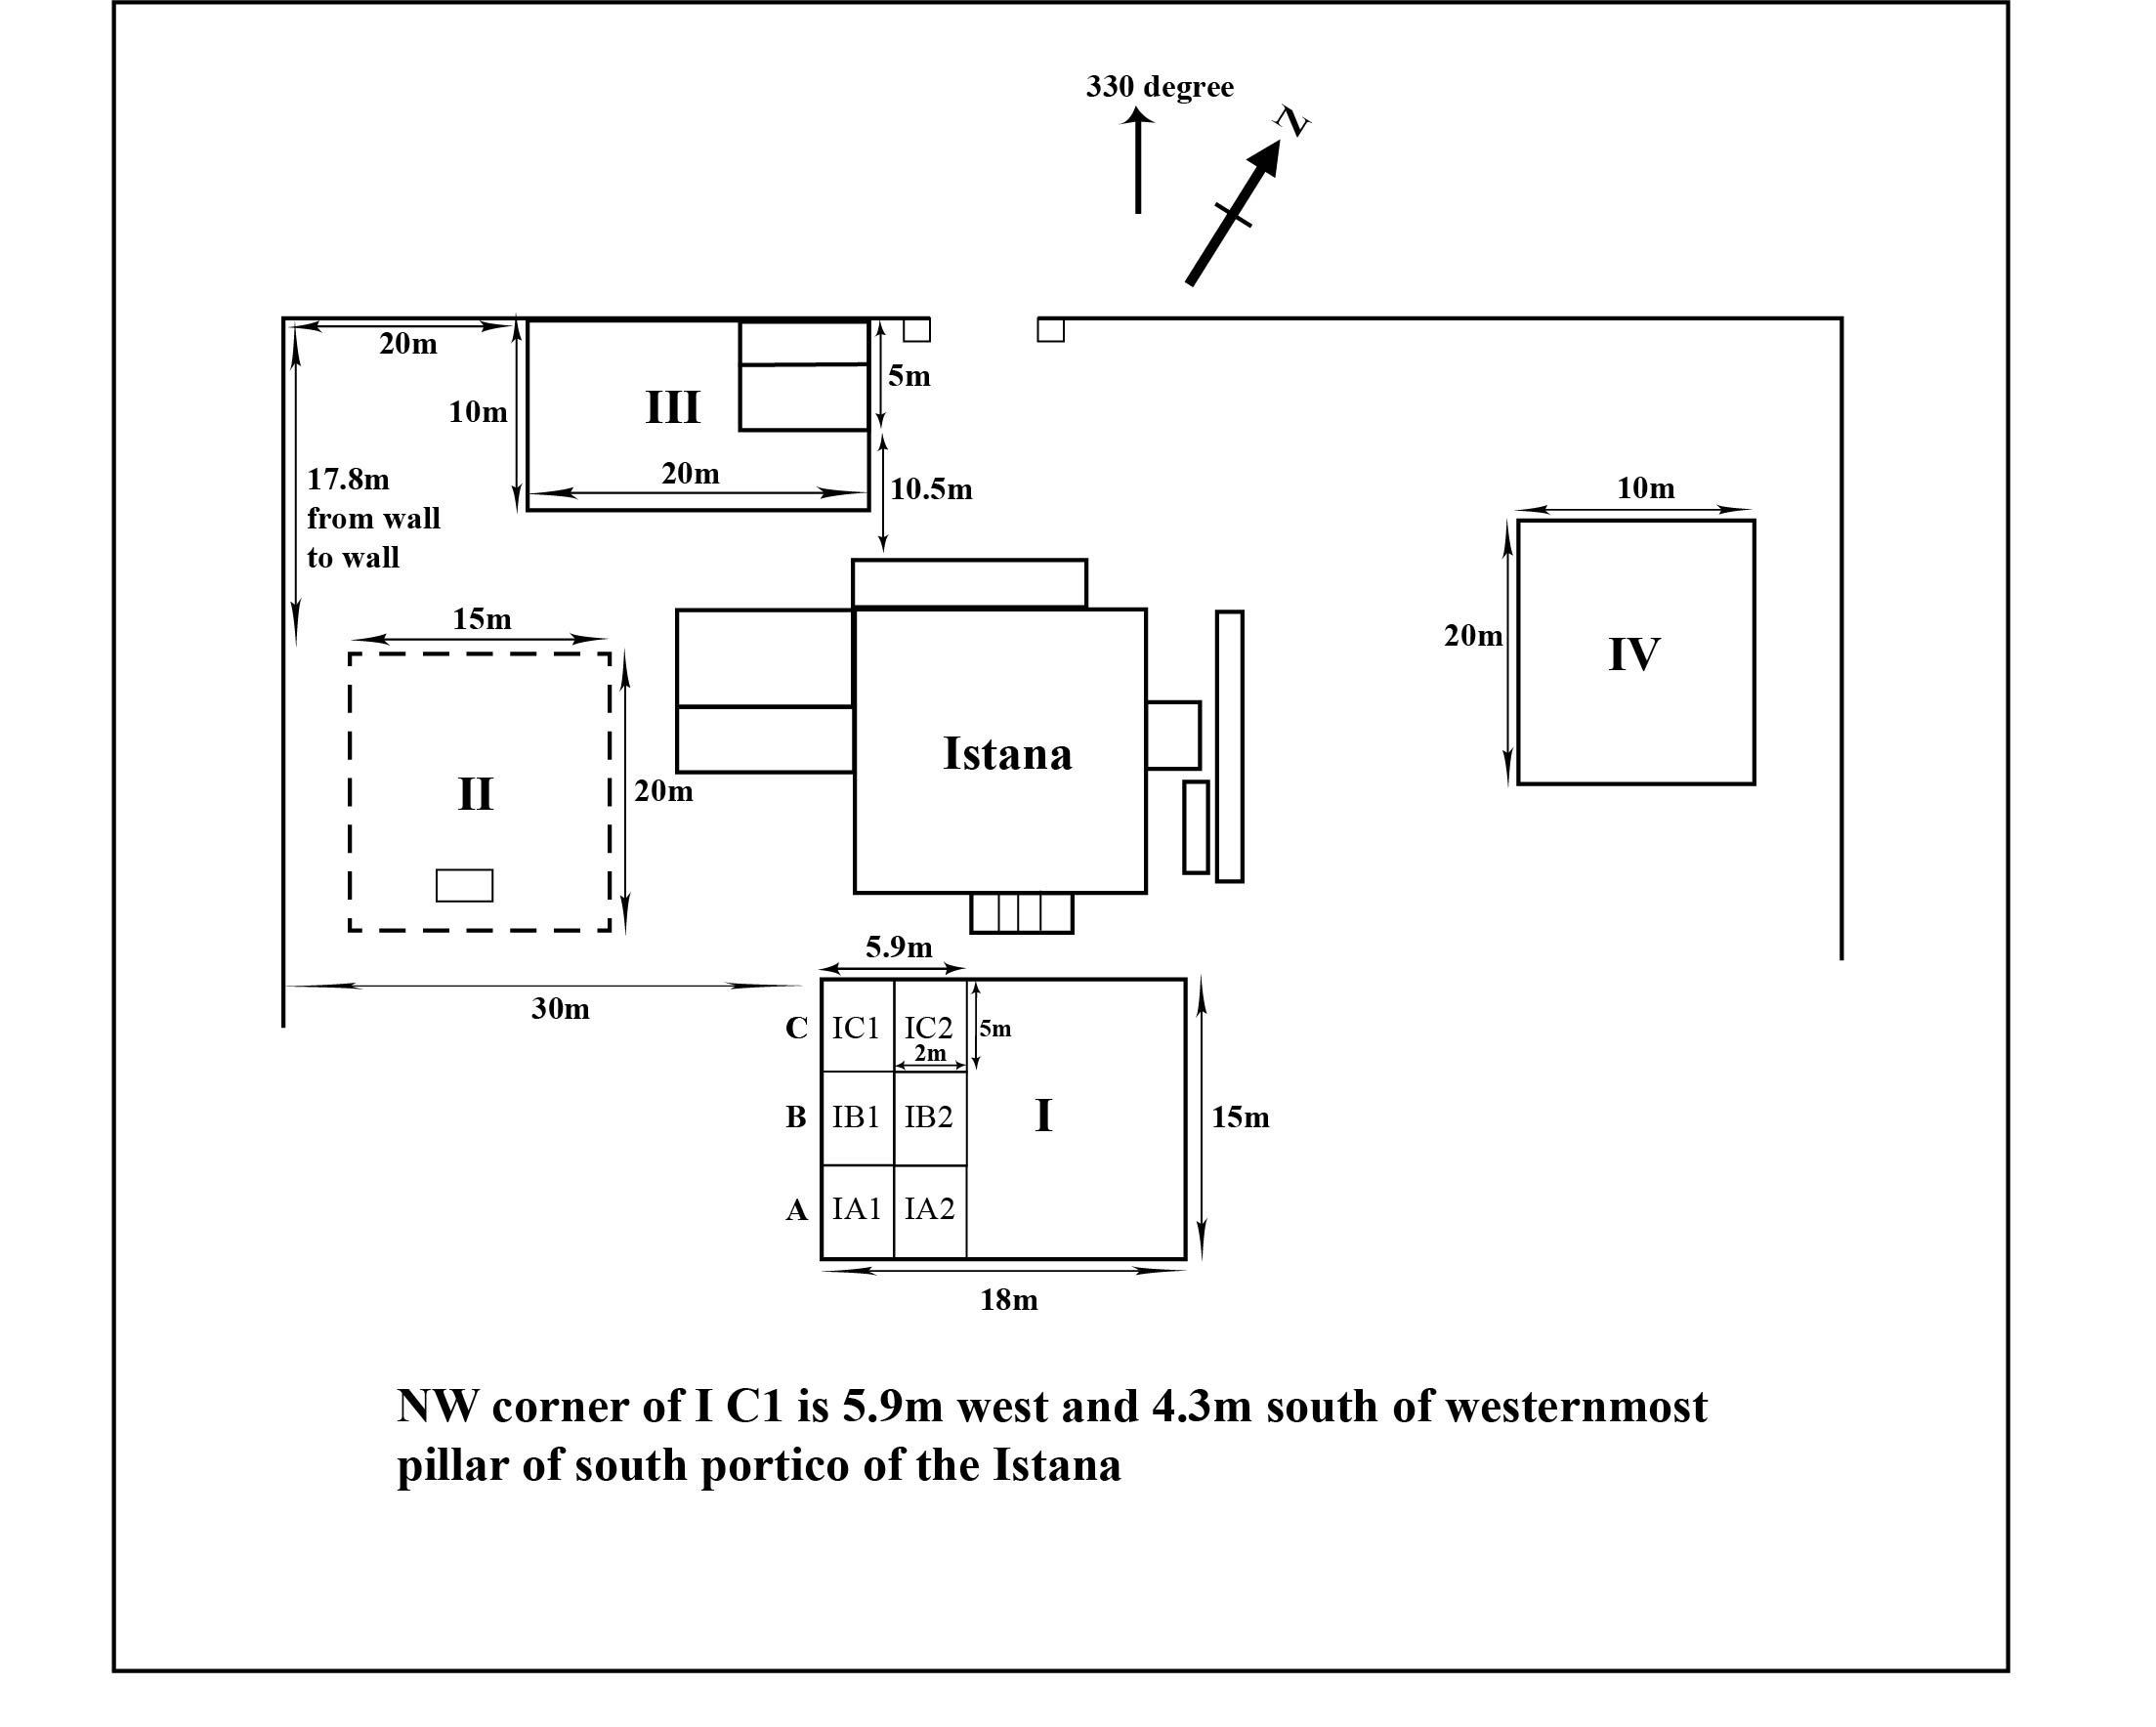 330 degree
N
20m
5m
III
10m
20m
17.8m
from wall
to wall
10.5m
10m
15m
20m
IV
Istana
II
20m
5.9m
30m
C
IC1
IC2
5m
2m
B
IB1
IB2
I
15m
A
IA1
IA2
18m
NW corner of I C1 is 5.9m west and 4.3m south of westernmost
pillar of south portico of the Istana